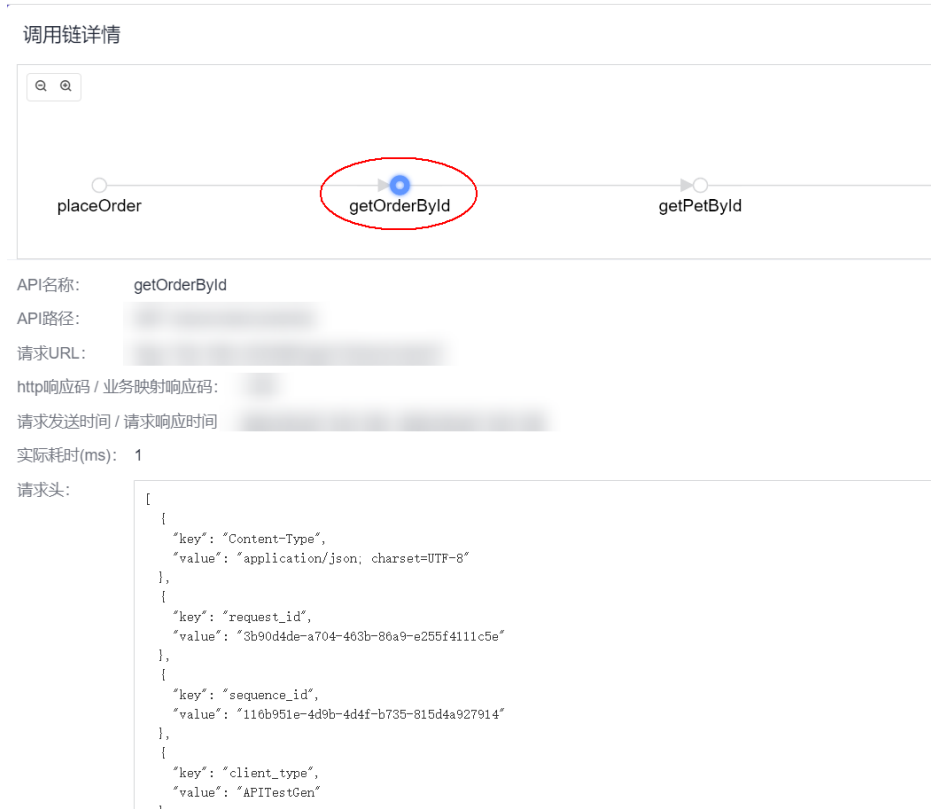 调用链详情
placeOrder
getOrderById
getPetById
API名称: getOrderById
API路径:
请求URL:
http响应码 / 业务映射响应码:
请求发送时间 / 请求响应时间
实际耗时(ms): 1
请求头:
[
{
"key": "Content-Type",
"value": "application/json; charset=UTF-8"
},
{
"key": "request_id",
"value": "3b90d4de-a704-463b-86a9-e255f4111c5e"
},
{
"key": "sequence_id",
"value": "116b951e-4d9b-4d4f-b735-815d4a927914"
},
{
"key": "client_type",
"value": "APITestGen"